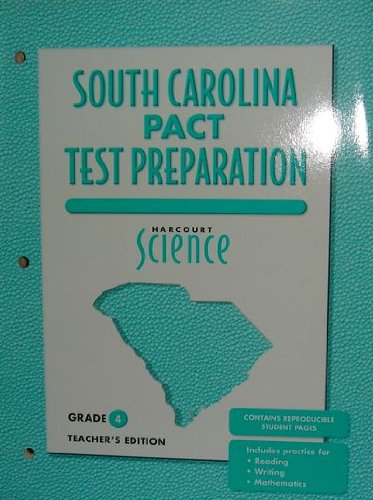 SOUTH CAROLINA
PACT
TEST PREPARATION
HARCOURT
Science
GRADE 4
TEACHER'S EDITION
CONTAINS REPRODUCIBLE
STUDENT PAGES
Includes practice for
• Reading
• Writing
• Mathematics